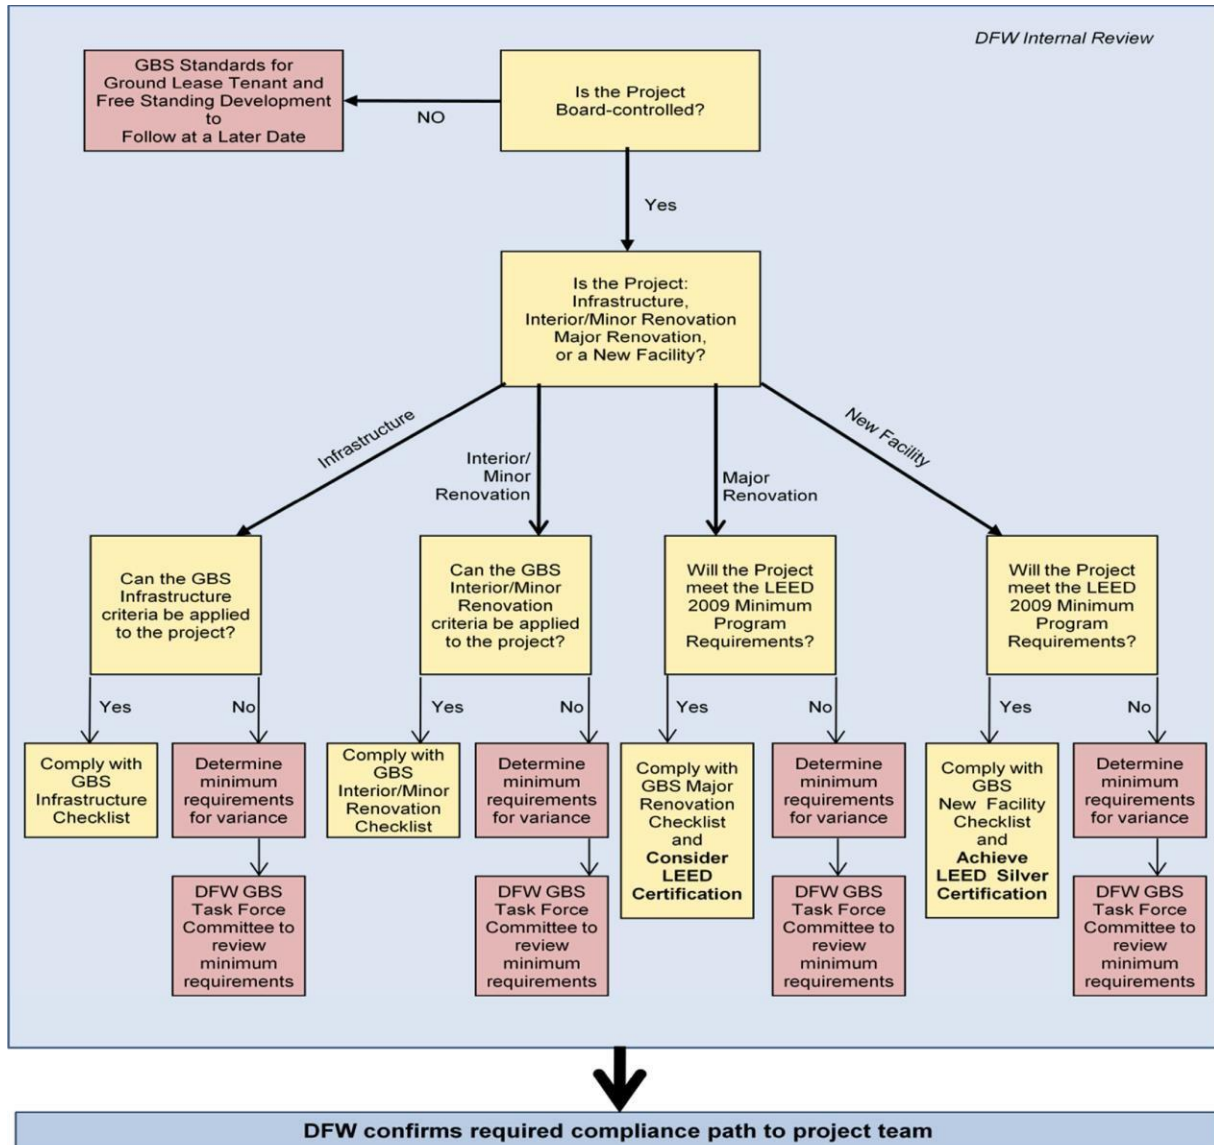 DFW Internal Review
GBS Standards for
Ground Lease Tenant and
Free Standing Development
to
Follow at a Later Date
NO
Is the Project
Board-controlled?
Yes
Is the Project:
Infrastructure,
Interior/Minor Renovation
Major Renovation,
or a New Facility?
Infrastructure
Interior/
Minor
Renovation
Major
Renovation
New Facility
Can the GBS
Infrastructure
criteria be applied
to the project?
Can the GBS
Interior/Minor
Renovation
criteria be applied
to the project?
Will the Project
meet the LEED
2009 Minimum
Program
Requirements?
Will the Project
meet the LEED
2009 Minimum
Program
Requirements?
Yes
No
Yes
No
Yes
No
Yes
No
Comply with
GBS
Infrastructure
Checklist
Determine
minimum
requirements
for variance
Comply with
GBS
Interior/Minor
Renovation
Checklist
Determine
minimum
requirements
for variance
Comply with
GBS Major
Renovation
Checklist
and
Consider
LEED
Certification
Determine
minimum
requirements
for variance
Comply with
GBS
New Facility
Checklist
and
Achieve
LEED Silver
Certification
Determine
minimum
requirements
for variance
DFW GBS
Task Force
Committee to
review
minimum
requirements
DFW GBS
Task Force
Committee to
review
minimum
requirements
DFW GBS
Task Force
Committee to
review
minimum
requirements
DFW GBS
Task Force
Committee to
review
minimum
requirements
DFW confirms required compliance path to project team